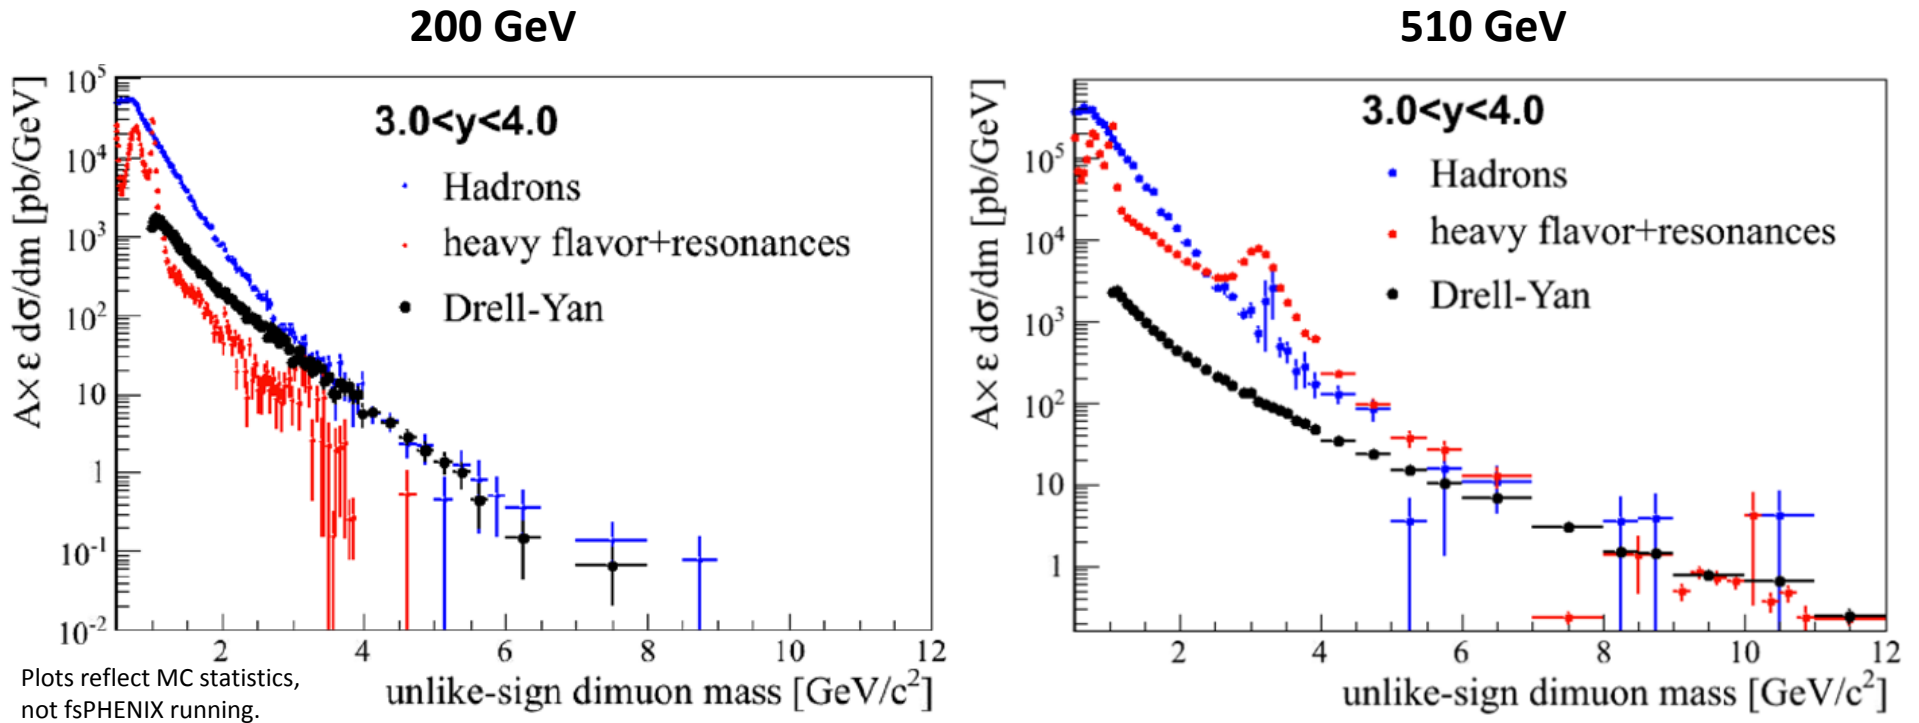 200 GeV
510 GeV
A× ε dσ/dm [pb/GeV]
10^5
10^4
10^3
10^2
10
1
10^-1
10^-2
3.0<y<4.0
Hadrons
heavy flavor+resonances
Drell-Yan
2 4 6 8 10 12
unlike-sign dimuon mass [GeV/c^2]
Plots reflect MC statistics,
not fsPHENIX running.
A× ε dσ/dm [pb/GeV]
10^5
10^4
10^3
10^2
10
1
3.0<y<4.0
Hadrons
heavy flavor+resonances
Drell-Yan
2 4 6 8 10 12
unlike-sign dimuon mass [GeV/c^2]